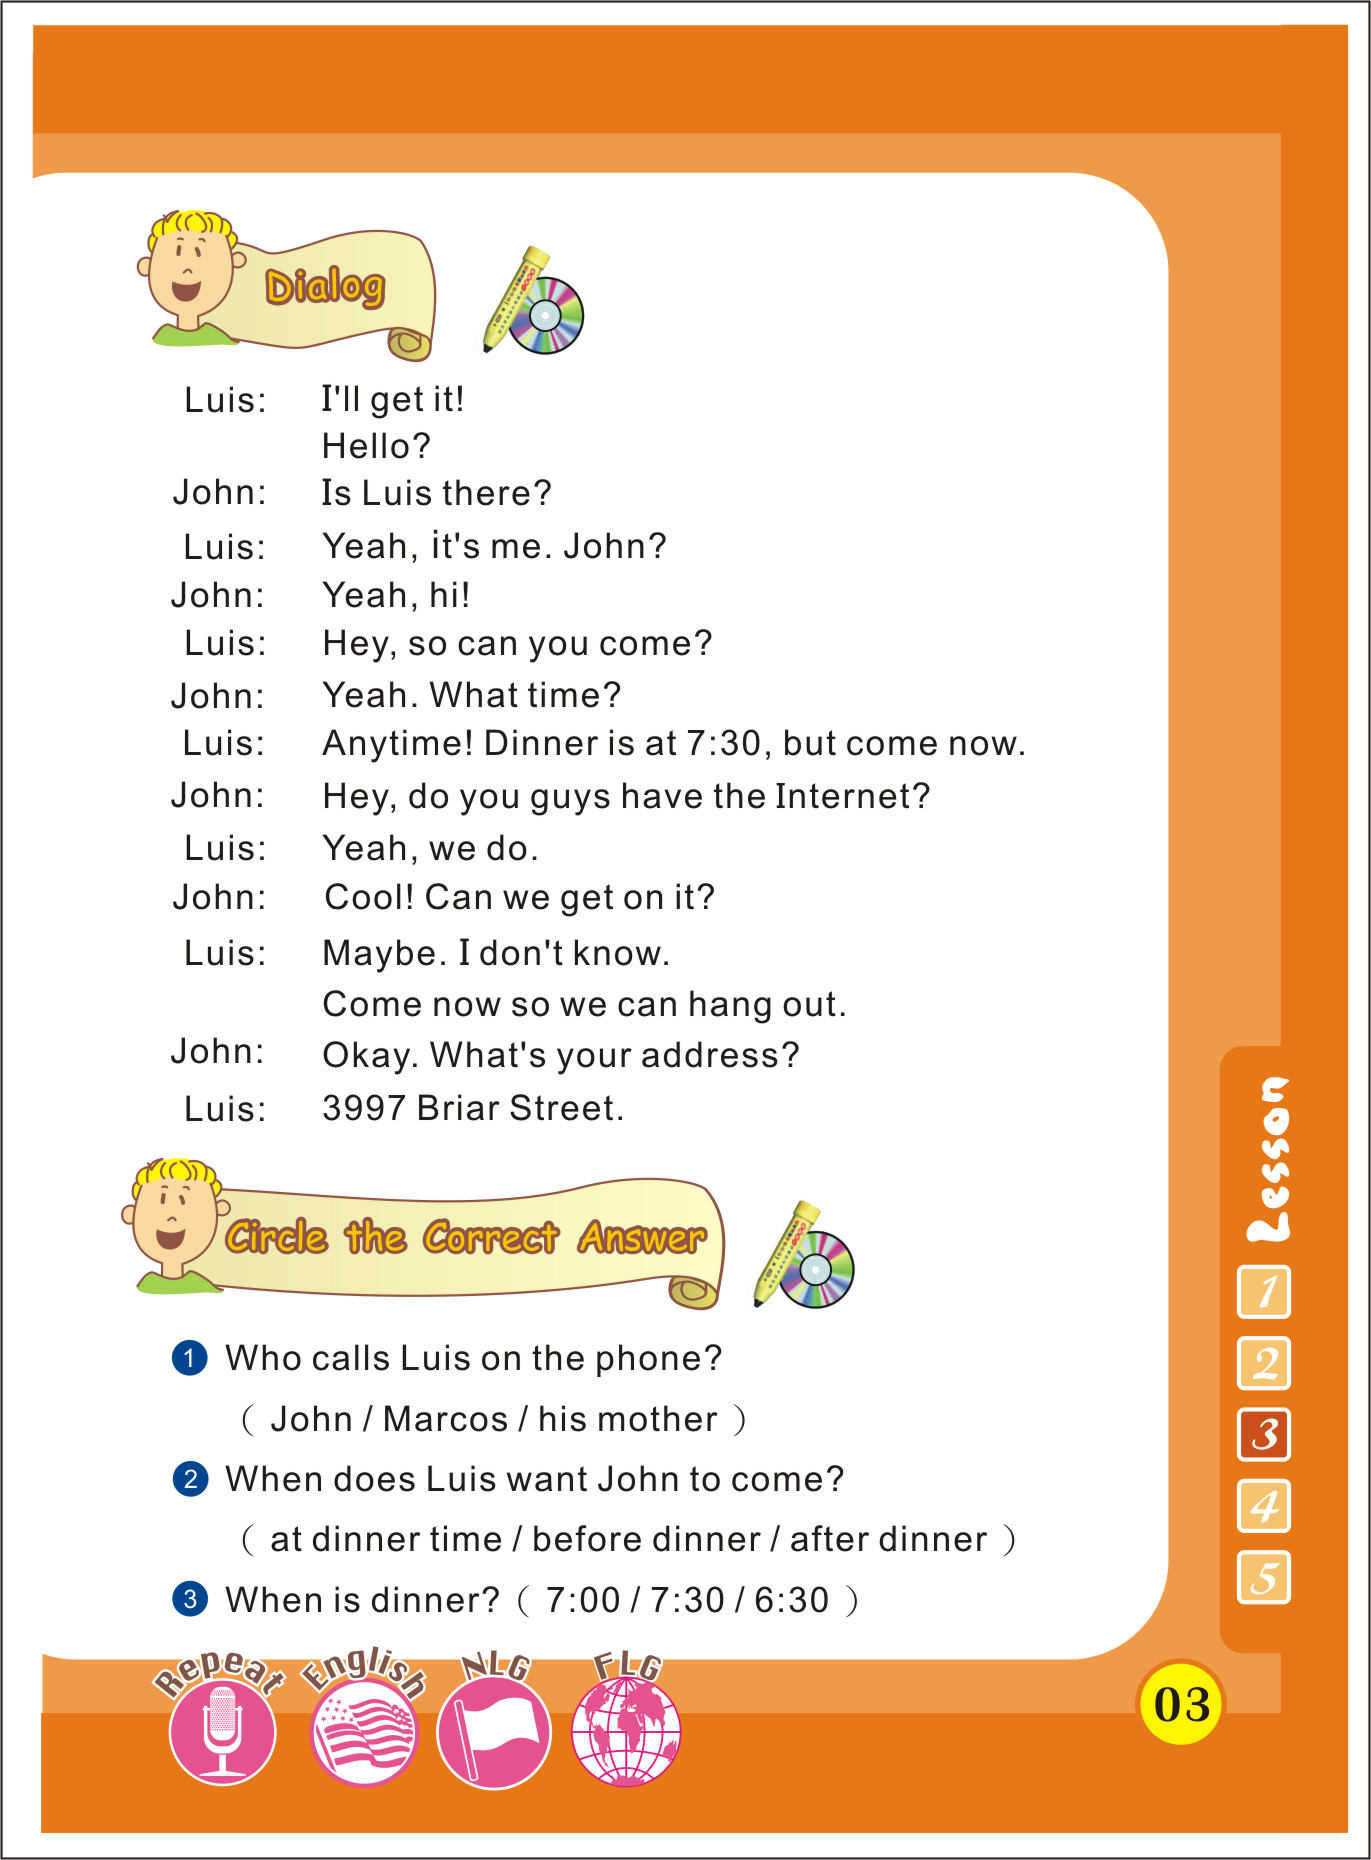 Dialog
Luis: I'll get it!
Hello?
John: Is Luis there?
Luis: Yeah, it's me. John?
John: Yeah, hi!
Luis: Hey, so can you come?
John: Yeah. What time?
Luis: Anytime! Dinner is at 7:30, but come now.
John: Hey, do you guys have the Internet?
Luis: Yeah, we do.
John: Cool! Can we get on it?
Luis: Maybe. I don't know.
Come now so we can hang out.
John: Okay. What's your address?
Luis: 3997 Briar Street.
Circle the Correct Answer
1 Who calls Luis on the phone?
( John / Marcos / his mother )
2 When does Luis want John to come?
( at dinner time / before dinner / after dinner )
3 When is dinner? ( 7:00 / 7:30 / 6:30 )
Lesson
1
2
3
4
5
Repeat English NLG FLG
03